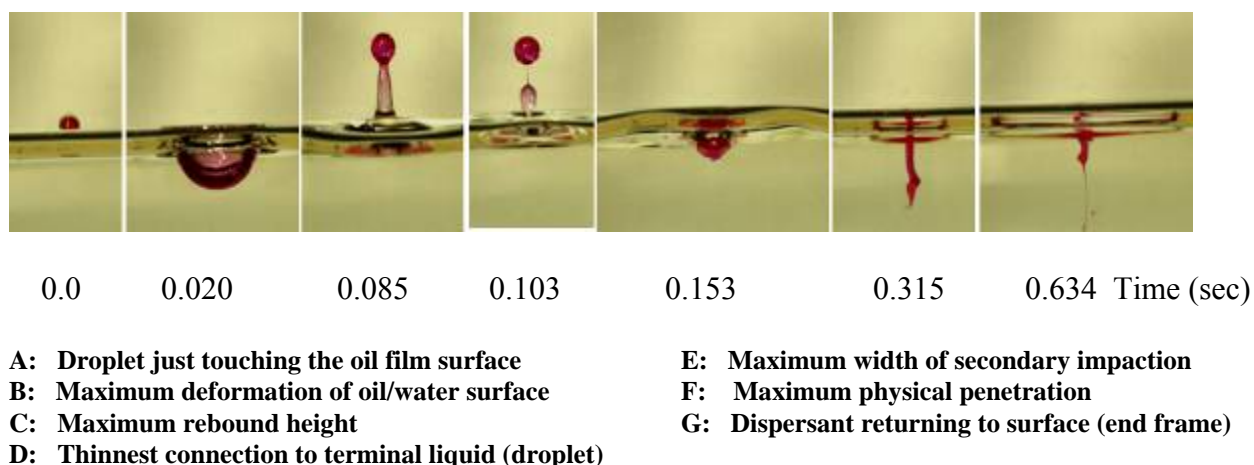 0.0 0.020 0.085 0.103 0.153 0.315 0.634 Time (sec)
A: Droplet just touching the oil film surface
B: Maximum deformation of oil/water surface
C: Maximum rebound height
D: Thinnest connection to terminal liquid (droplet)
E: Maximum width of secondary impaction
F: Maximum physical penetration
G: Dispersant returning to surface (end frame)